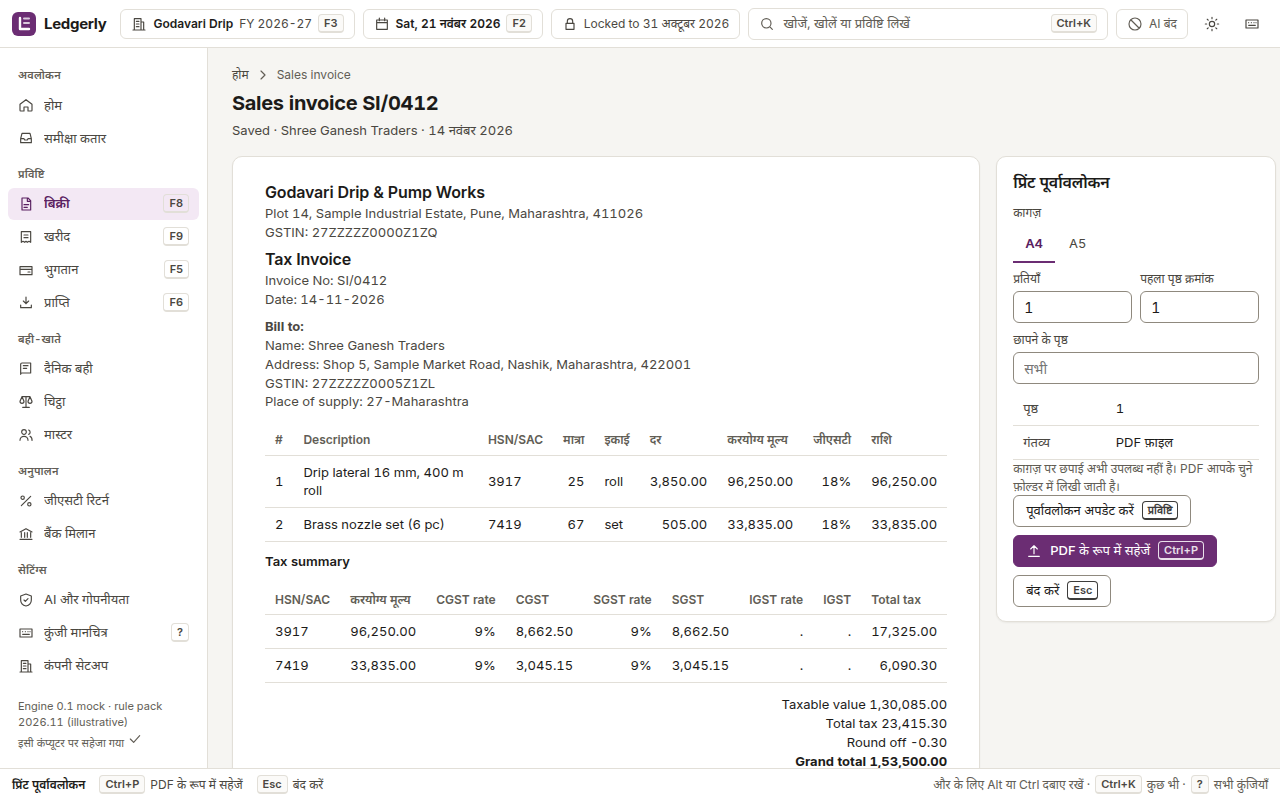 Ledgerly
Godavari Drip FY 2026-27 F3
Sat, 21 नवंबर 2026 F2
Locked to 31 अक्टूबर 2026
खोजें, खोलें या प्रविष्टि लिखें Ctrl+K
AI बंद
अवलोकन
होम
समीक्षा कतार
प्रविष्टि
बिक्री F8
खरीद F9
भुगतान F5
प्राप्ति F6
बही-खाते
दैनिक बही
चिट्ठा
मास्टर
अनुपालन
जीएसटी रिटर्न
बैंक मिलान
सेटिंग्स
AI और गोपनीयता
कुंजी मानचित्र ?
कंपनी सेटअप
Engine 0.1 mock · rule pack
2026.11 (illustrative)
इसी कंप्यूटर पर सहेजा गया
होम Sales invoice
Sales invoice SI/0412
Saved · Shree Ganesh Traders · 14 नवंबर 2026
Godavari Drip & Pump Works
Plot 14, Sample Industrial Estate, Pune, Maharashtra, 411026
GSTIN: 27ZZZZZ0000Z1ZQ
Tax Invoice
Invoice No: SI/0412
Date: 14-11-2026
Bill to:
Name: Shree Ganesh Traders
Address: Shop 5, Sample Market Road, Nashik, Maharashtra, 422001
GSTIN: 27ZZZZZ0005Z1ZL
Place of supply: 27-Maharashtra
# Description HSN/SAC मात्रा इकाई दर करयोग्य मूल्य जीएसटी राशि
1 Drip lateral 16 mm, 400 m roll 3917 25 roll 3,850.00 96,250.00 18% 96,250.00
2 Brass nozzle set (6 pc) 7419 67 set 505.00 33,835.00 18% 33,835.00
Tax summary
HSN/SAC करयोग्य मूल्य CGST rate CGST SGST rate SGST IGST rate IGST Total tax
3917 96,250.00 9% 8,662.50 9% 8,662.50 . . 17,325.00
7419 33,835.00 9% 3,045.15 9% 3,045.15 . . 6,090.30
Taxable value 1,30,085.00
Total tax 23,415.30
Round off -0.30
Grand total 1,53,500.00
प्रिंट पूर्वावलोकन
कागज़
A4 A5
प्रतियाँ पहला पृष्ठ क्रमांक
1 1
छापने के पृष्ठ
सभी
पृष्ठ 1
गंतव्य PDF फ़ाइल
काग़ज़ पर छपाई अभी उपलब्ध नहीं है। PDF आपके चुने
फ़ोल्डर में लिखी जाती है।
पूर्वावलोकन अपडेट करें प्रविष्टि
PDF के रूप में सहेजें Ctrl+P
बंद करें Esc
प्रिंट पूर्वावलोकन Ctrl+P PDF के रूप में सहेजें Esc बंद करें
और के लिए Alt या Ctrl दबाए रखें · Ctrl+K कुछ भी · ? सभी कुंजियाँ